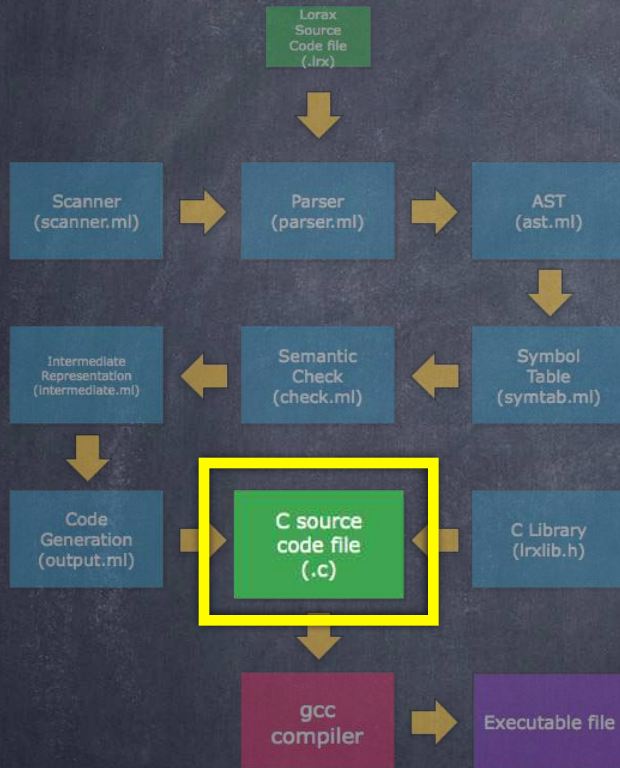 Lorax
Source
Code file
(.lrx)
Scanner
(scanner.ml)
Parser
(parser.ml)
AST
(ast.ml)
Intermediate
Representation
(intermediate.ml)
Semantic
Check
(check.ml)
Symbol
Table
(symtab.ml)
Code
Generation
(output.ml)
C source
code file
(.c)
C Library
(lrxlib.h)
gcc
compiler
Executable file